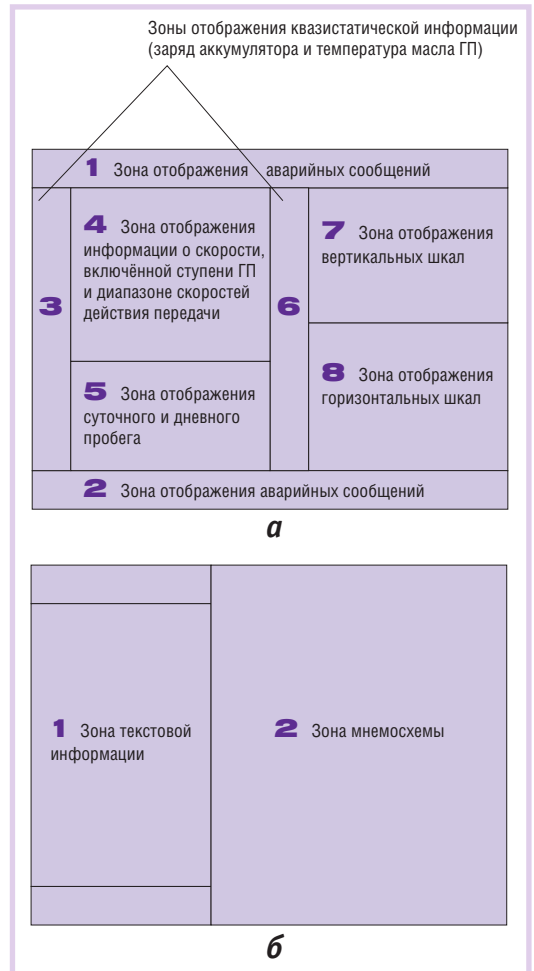 Зоны отображения квазистатической информации
(заряд аккумулятора и температура масла ГП)
1 Зона отображения аварийных сообщений
3
4 Зона отображения
информации о скорости,
включённой ступени ГП
и диапазоне скоростей
действия передачи
5 Зона отображения
суточного и дневного
пробега
6
7 Зона отображения
вертикальных шкал
8 Зона отображения
горизонтальных шкал
2 Зона отображения аварийных сообщений
а
1 Зона текстовой
информации
2 Зона мнемосхемы
б